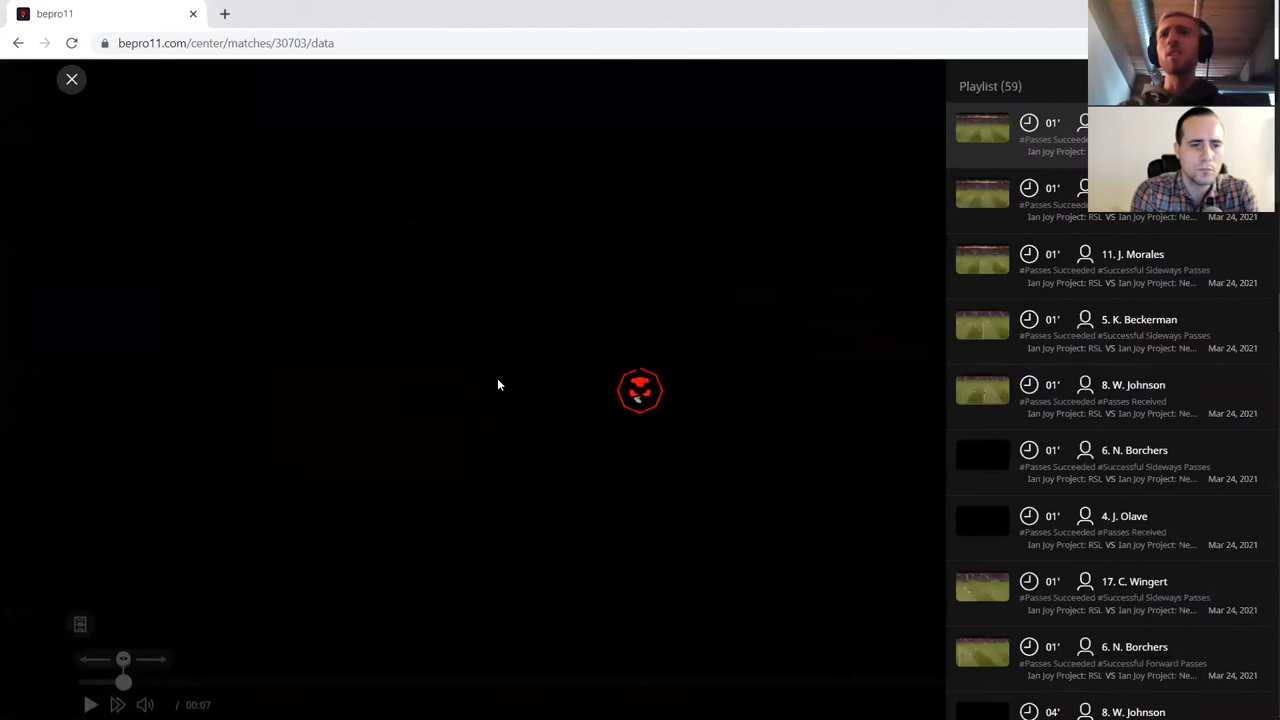 bepro11
bepro11.com/center/matches/30703/data
Playlist (59)
01'
#Passes Succeede
Ian Joy Project:
01'
#Passes Succeede
Ian Joy Project: RSL VS Ian Joy Project: Ne... Mar 24, 2021
01' 11. J. Morales
#Passes Succeeded #Successful Sideways Passes
Ian Joy Project: RSL VS Ian Joy Project: Ne... Mar 24, 2021
01' 5. K. Beckerman
#Passes Succeeded #Successful Sideways Passes
Ian Joy Project: RSL VS Ian Joy Project: Ne... Mar 24, 2021
01' 8. W. Johnson
#Passes Succeeded #Passes Received
Ian Joy Project: RSL VS Ian Joy Project: Ne... Mar 24, 2021
01' 6. N. Borchers
#Passes Succeeded #Successful Sideways Passes
Ian Joy Project: RSL VS Ian Joy Project: Ne... Mar 24, 2021
01' 4. J. Olave
#Passes Succeeded #Passes Received
Ian Joy Project: RSL VS Ian Joy Project: Ne... Mar 24, 2021
01' 17. C. Wingert
#Passes Succeeded #Successful Sideways Passes
Ian Joy Project: RSL VS Ian Joy Project: Ne... Mar 24, 2021
01' 6. N. Borchers
#Passes Succeeded #Successful Forward Passes
Ian Joy Project: RSL VS Ian Joy Project: Ne... Mar 24, 2021
04' 8. W. Johnson
/ 00:07